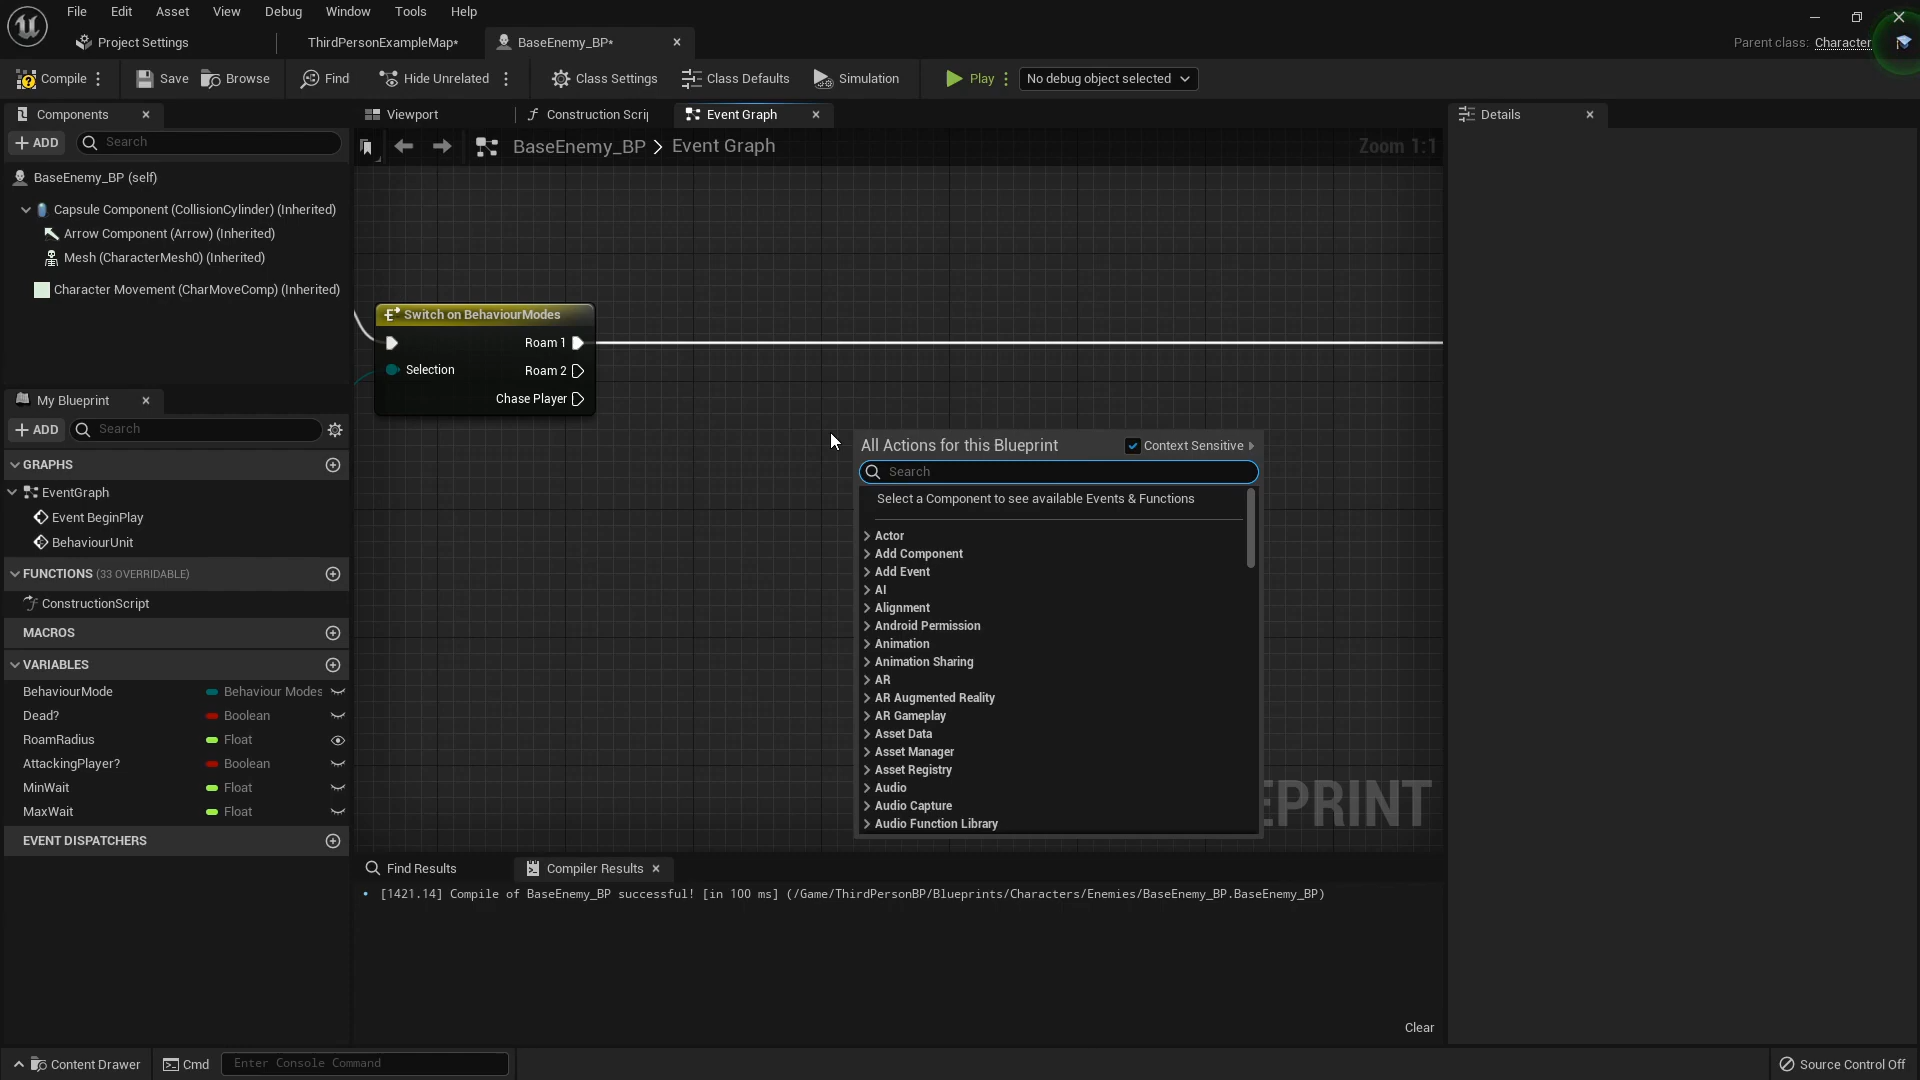 File Edit Asset View Debug Window Tools Help
Project Settings ThirdPersonExampleMap* BaseEnemy_BP* Parent class: Character
Compile Save Browse Find Hide Unrelated Class Settings Class Defaults Simulation Play No debug object selected
Components Viewport Construction Scrip Event Graph Details
ADD Search BaseEnemy_BP > Event Graph Zoom 1:1
BaseEnemy_BP (self)
Capsule Component (CollisionCylinder) (Inherited)
Arrow Component (Arrow) (Inherited)
Mesh (CharacterMesh0) (Inherited)
Character Movement (CharMoveComp) (Inherited)
Switch on BehaviourModes
Roam 1
Selection Roam 2
Chase Player
My Blueprint
ADD Search
GRAPHS
EventGraph
Event BeginPlay
BehaviourUnit
FUNCTIONS (33 OVERRIDABLE)
ConstructionScript
MACROS
VARIABLES
BehaviourMode Behaviour Modes
Dead? Boolean
RoamRadius Float
AttackingPlayer? Boolean
MinWait Float
MaxWait Float
EVENT DISPATCHERS
All Actions for this Blueprint Context Sensitive
Search
Select a Component to see available Events & Functions
Actor
Add Component
Add Event
AI
Alignment
Android Permission
Animation
Animation Sharing
AR
AR Augmented Reality
AR Gameplay
Asset Data
Asset Manager
Asset Registry
Audio
Audio Capture
Audio Function Library
EPRINT
Find Results Compiler Results
[1421.14] Compile of BaseEnemy_BP successful! [in 100 ms] (/Game/ThirdPersonBP/Blueprints/Characters/Enemies/BaseEnemy_BP.BaseEnemy_BP)
Clear
Content Drawer Cmd Enter Console Command Source Control Off